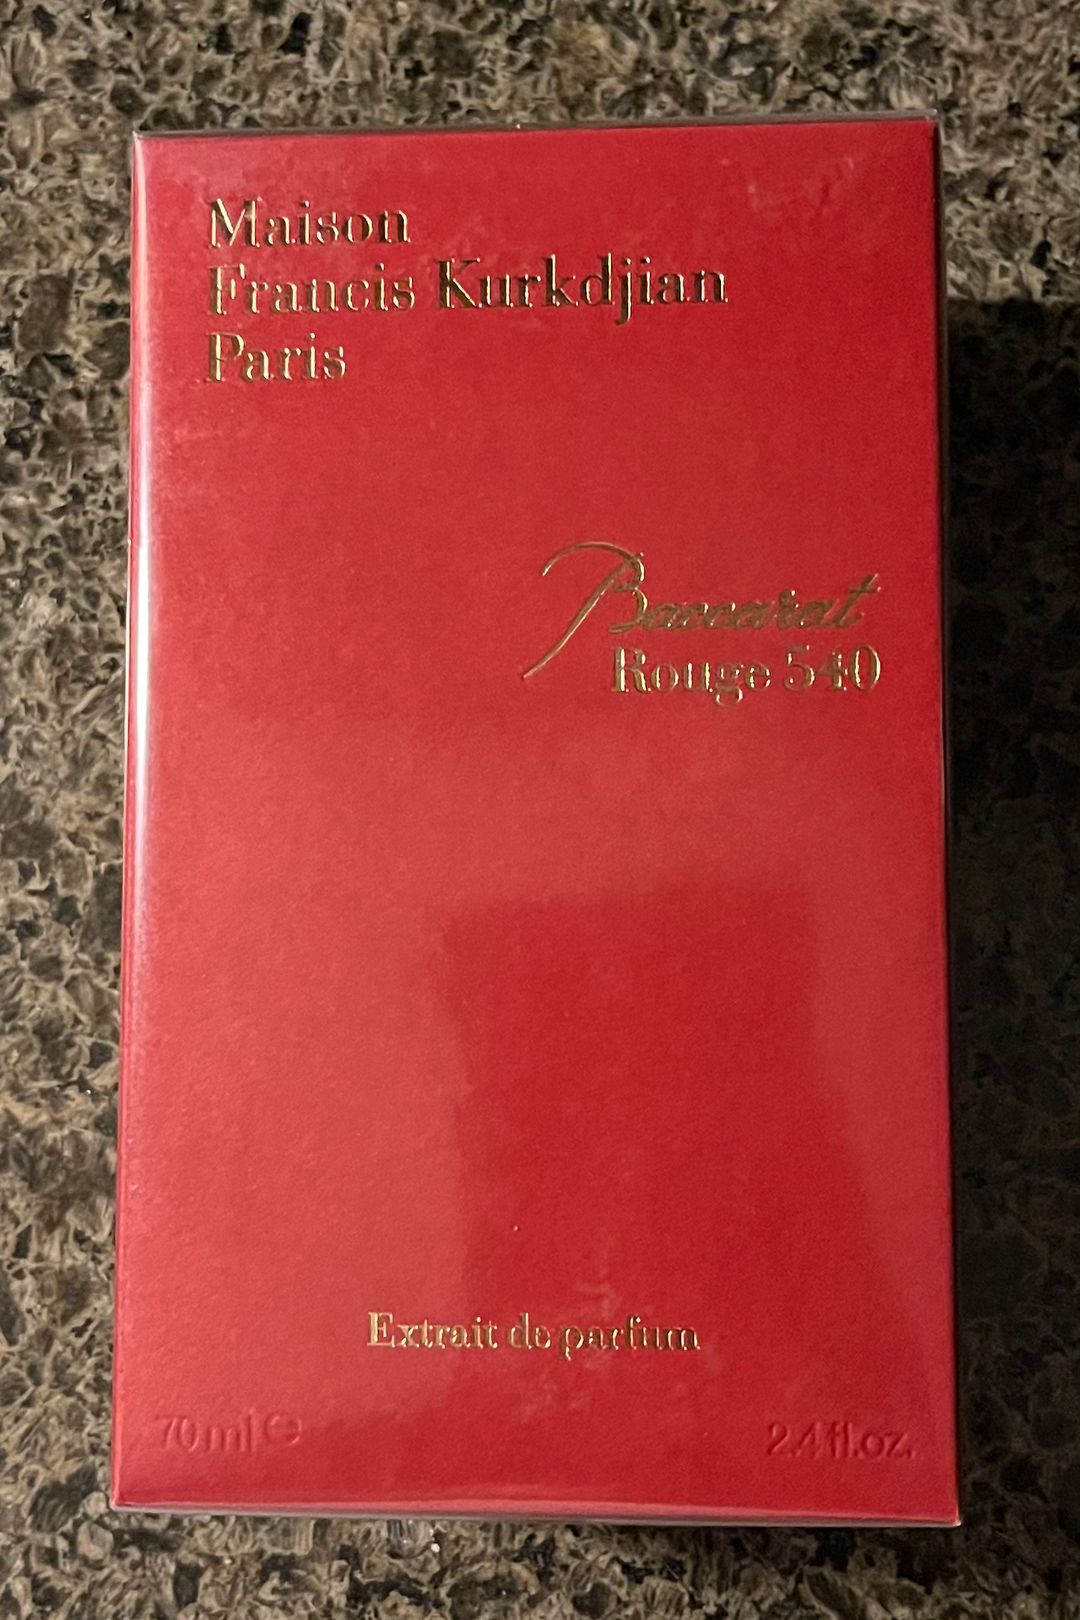 Maison
Francis Kurkdjian
Paris
Baccarat
Rouge 540
Extrait de parfum
70 ml ℮
2.4 fl.oz.